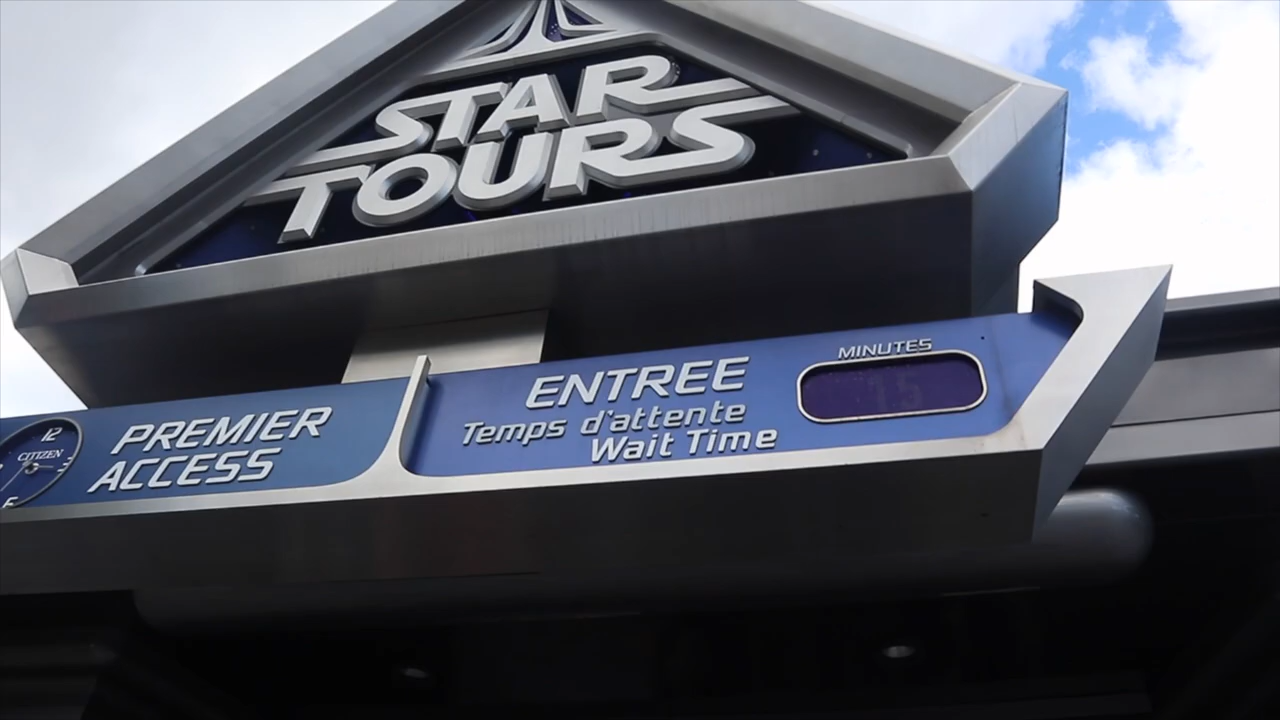 STAR
TOURS
12
CITIZEN
PREMIER
ACCESS
ENTREE
Temps d'attente
Wait Time
MINUTES